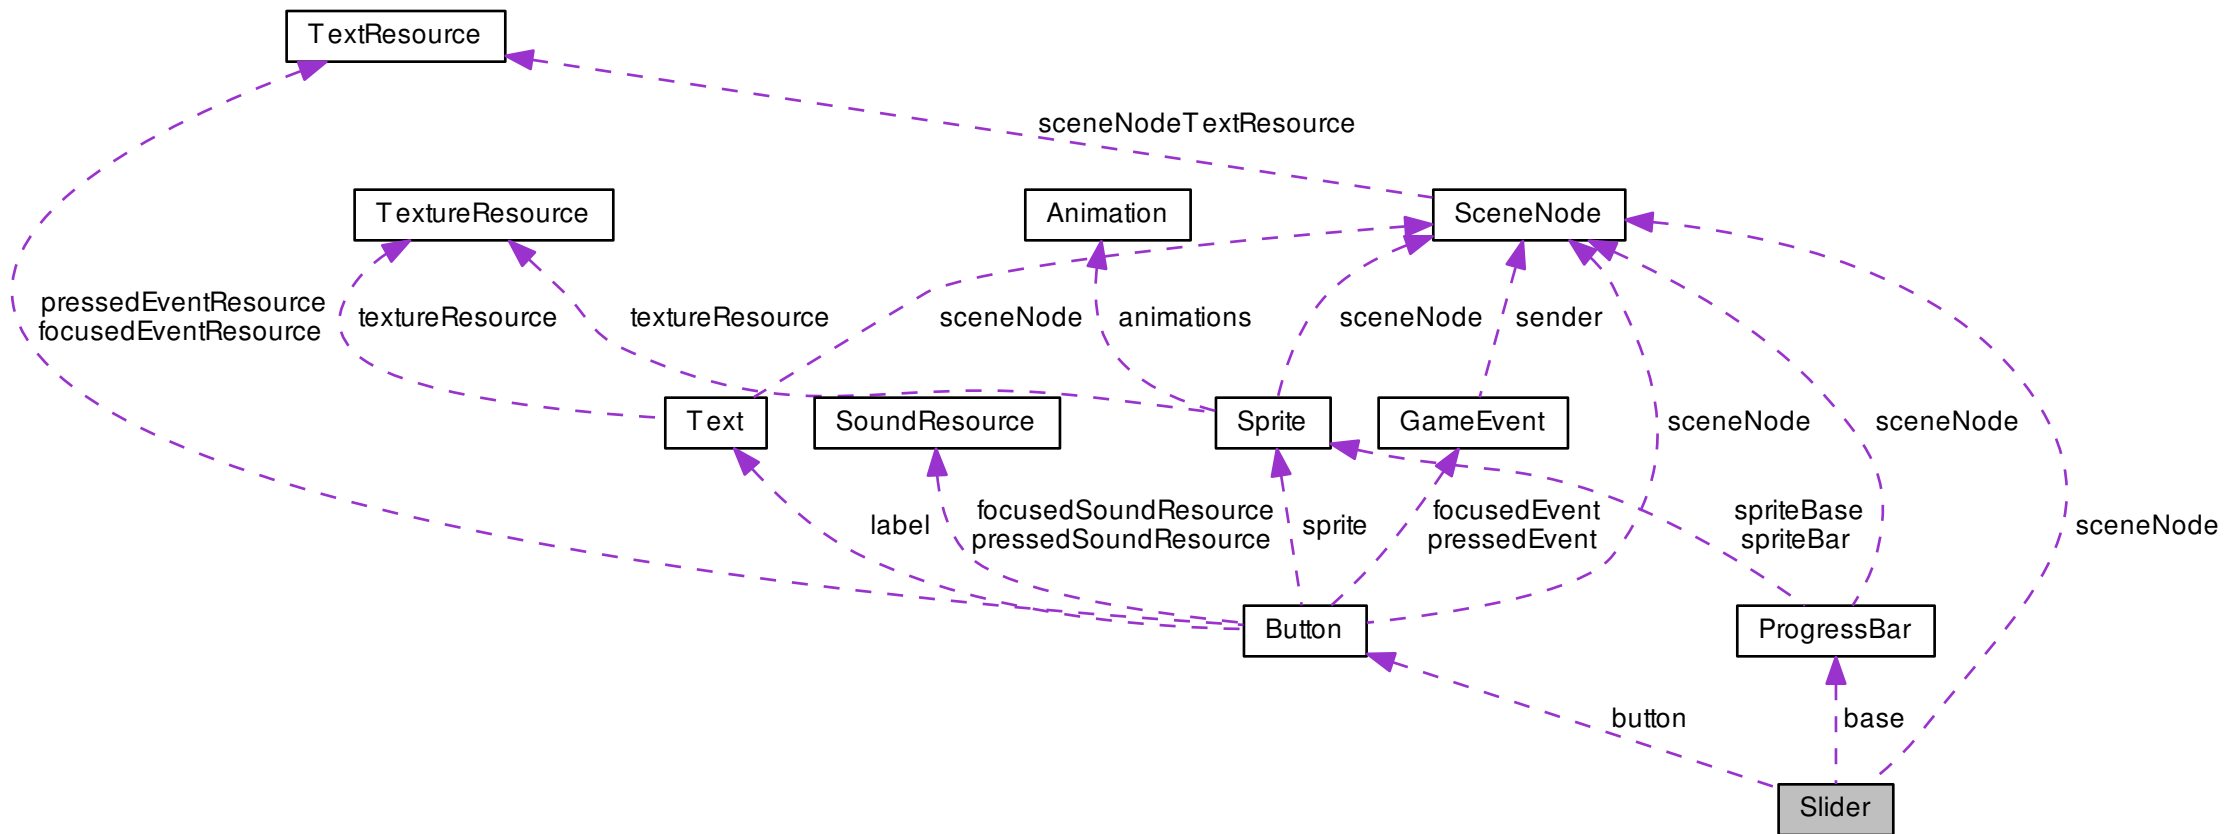 TextResource
sceneNodeTextResource
TextureResource
Animation
SceneNode
pressedEventResource
focusedEventResource
textureResource
textureResource
sceneNode
animations
sceneNode
sender
Text
SoundResource
Sprite
GameEvent
sceneNode
sceneNode
label
focusedSoundResource
pressedSoundResource
sprite
focusedEvent
pressedEvent
spriteBase
spriteBar
sceneNode
Button
ProgressBar
button
base
Slider